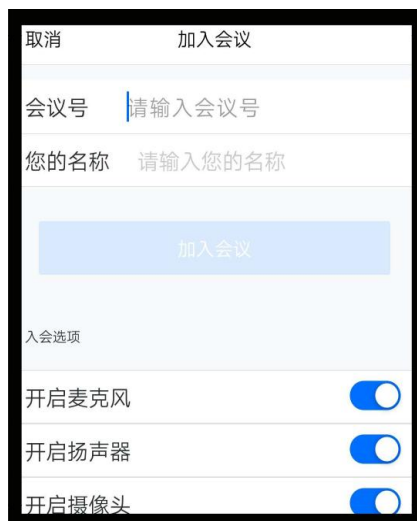 取消 加入会议
会议号 请输入会议号
您的名称 请输入您的名称
加入会议
入会选项
开启麦克风
开启扬声器
开启摄像头